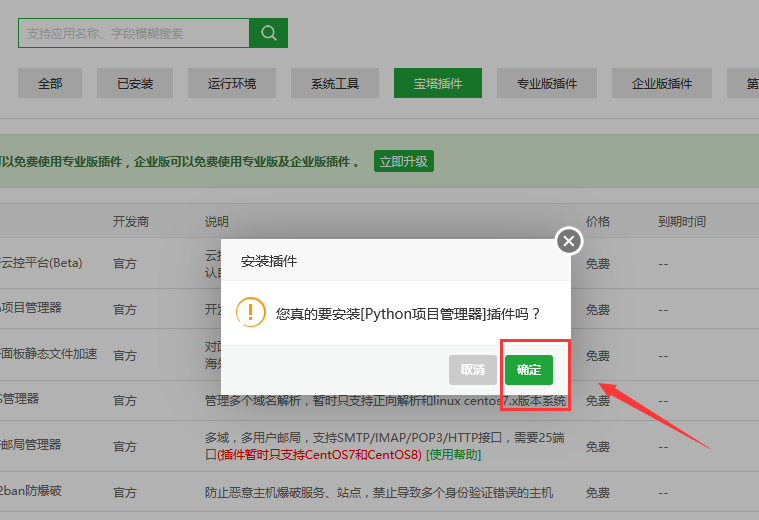 支持应用名称、字段模糊搜索
全部 已安装 运行环境 系统工具 宝塔插件 专业版插件 企业版插件 第
可以免费使用专业版插件，企业版可以免费使用专业版及企业版插件 。 立即升级
开发商 说明 价格 到期时间
云控平台(Beta) 官方 云控 免费 --
项目管理器 官方 开发 免费 --
面板静态文件加速 官方 对面 免费 --
海外
安装插件
您真的要安装[Python项目管理器]插件吗？
取消 确定
管理器 官方 管理多个域名解析，暂时只支持正向解析和linux centos7.x版本系统 免费 --
邮局管理器 官方 多域，多用户邮局，支持SMTP/IMAP/POP3/HTTP接口，需要25端 免费 --
口(插件暂时只支持CentOS7和CentOS8) [使用帮助]
2ban防爆破 官方 防止恶意主机爆破服务、站点，禁止导致多个身份验证错误的主机 免费 --